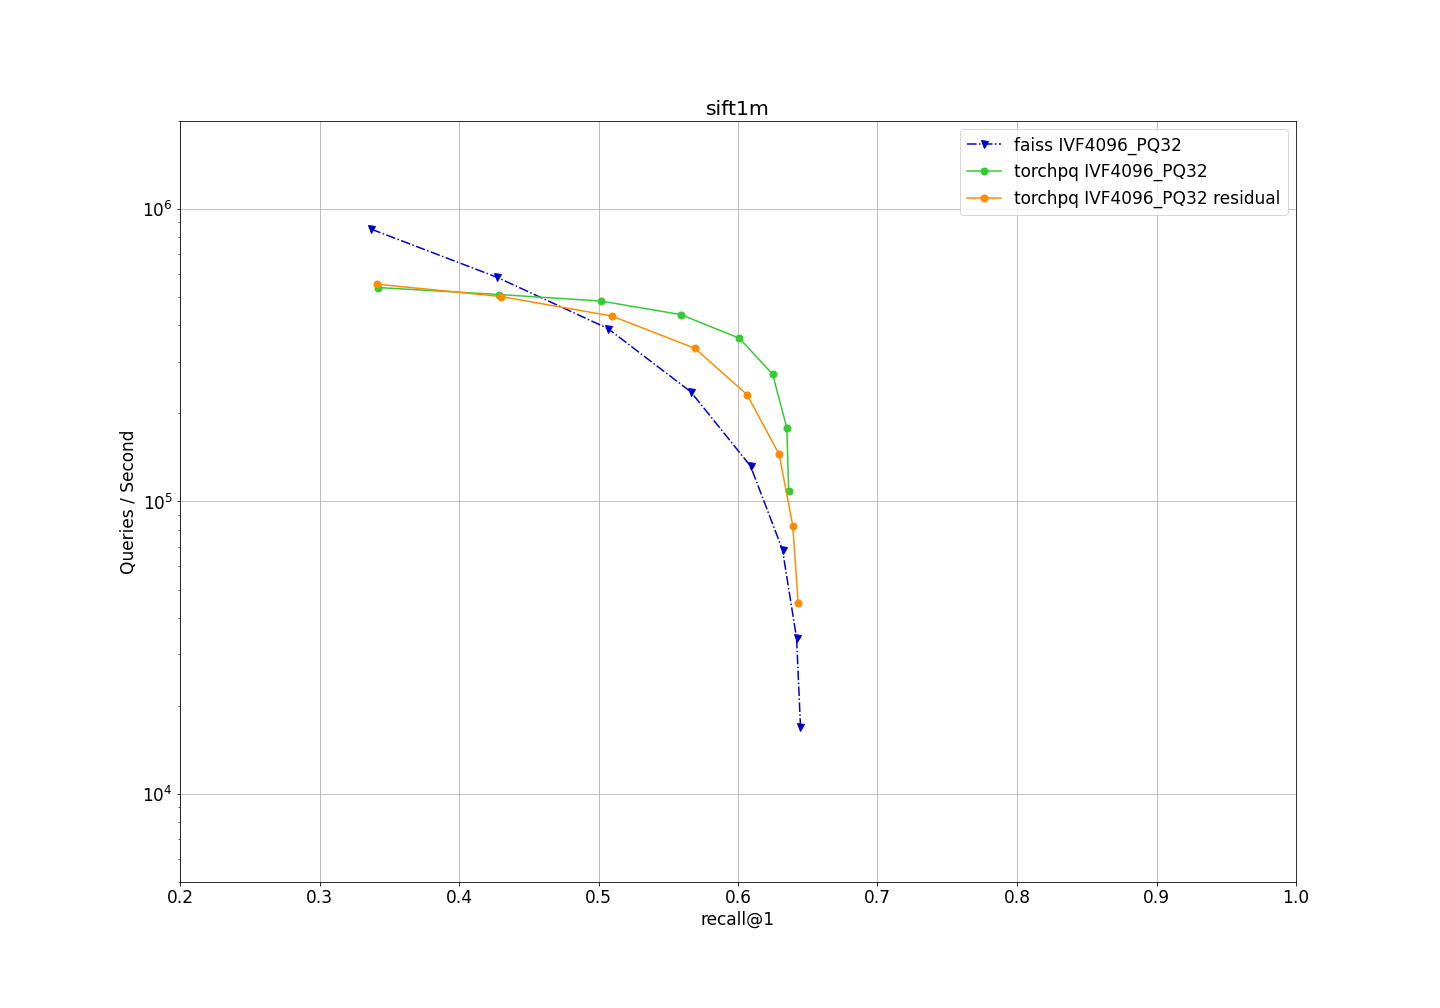 sift1m
faiss IVF4096_PQ32
torchpq IVF4096_PQ32
torchpq IVF4096_PQ32 residual
10^6
10^5
10^4
Queries / Second
0.2 0.3 0.4 0.5 0.6 0.7 0.8 0.9 1.0
recall@1